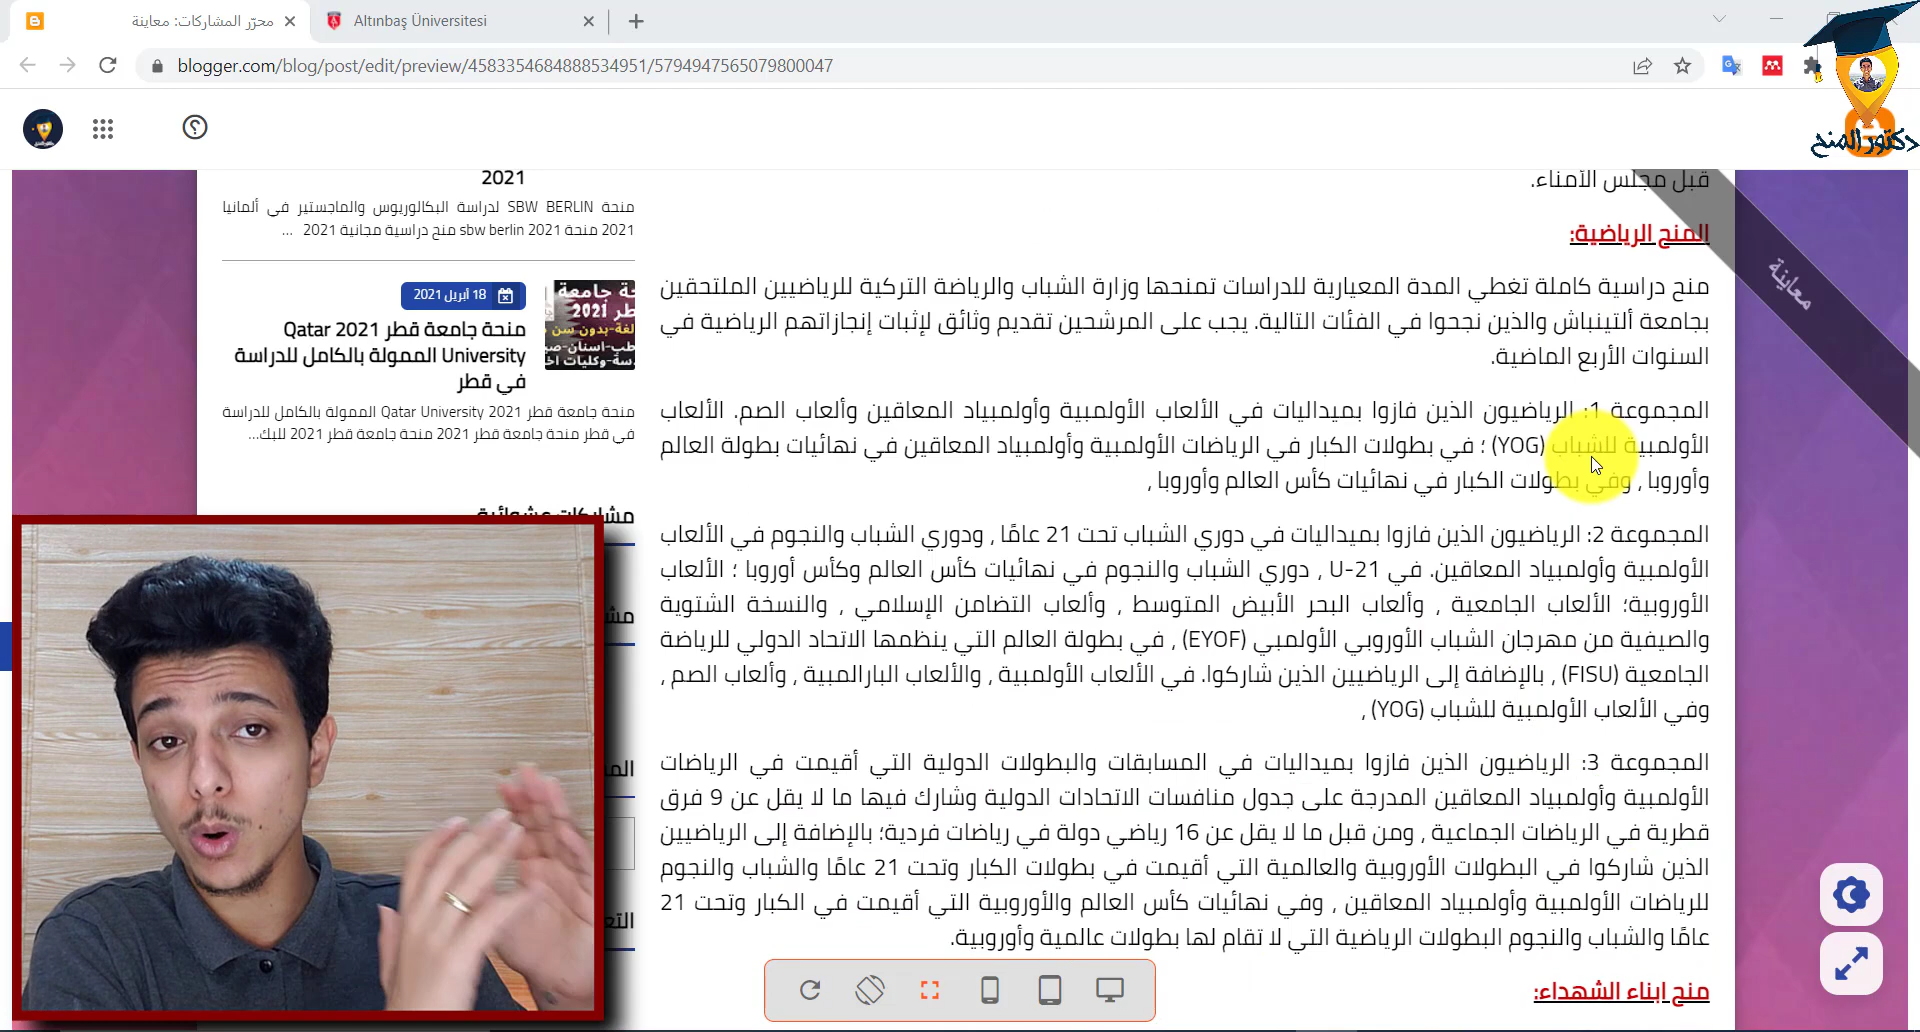 محرّر المشاركات: معاينة
Altınbaş Üniversitesi
blogger.com/blog/post/edit/preview/4583354684888534951/5794947565079800047
دكتور المنح
معاينة
قبل مجلس الأمناء.
المنح الرياضية:
منح دراسية كاملة تغطي المدة المعيارية للدراسات تمنحها وزارة الشباب والرياضة التركية للرياضيين الملتحقين
بجامعة ألتينباش والذين نجحوا في الفئات التالية. يجب على المرشحين تقديم وثائق لإثبات إنجازاتهم الرياضية في
السنوات الأربع الماضية.
المجموعة 1: الرياضيون الذين فازوا بميداليات في الألعاب الأولمبية وأولمبياد المعاقين وألعاب الصم. الألعاب
الأولمبية للشباب (YOG) ؛ في بطولات الكبار في الرياضات الأولمبية وأولمبياد المعاقين في نهائيات بطولة العالم
وأوروبا ، وفي بطولات الكبار في نهائيات كأس العالم وأوروبا ،
المجموعة 2: الرياضيون الذين فازوا بميداليات في دوري الشباب تحت 21 عامًا ، ودوري الشباب والنجوم في الألعاب
الأولمبية وأولمبياد المعاقين. في U-21 ، دوري الشباب والنجوم في نهائيات كأس العالم وكأس أوروبا ؛ الألعاب
الأوروبية؛ الألعاب الجامعية ، وألعاب البحر الأبيض المتوسط ، وألعاب التضامن الإسلامي ، والنسخة الشتوية
والصيفية من مهرجان الشباب الأوروبي الأولمبي (EYOF) ، في بطولة العالم التي ينظمها الاتحاد الدولي للرياضة
الجامعية (FISU) ، بالإضافة إلى الرياضيين الذين شاركوا. في الألعاب الأولمبية ، والألعاب البارالمبية ، وألعاب الصم ،
وفي الألعاب الأولمبية للشباب (YOG) ,
المجموعة 3: الرياضيون الذين فازوا بميداليات في المسابقات والبطولات الدولية التي أقيمت في الرياضات
الأولمبية وأولمبياد المعاقين المدرجة على جدول منافسات الاتحادات الدولية وشارك فيها ما لا يقل عن 9 فرق
قطرية في الرياضات الجماعية ، ومن قبل ما لا يقل عن 16 رياضي دولة في رياضات فردية؛ بالإضافة إلى الرياضيين
الذين شاركوا في البطولات الأوروبية والعالمية التي أقيمت في بطولات الكبار وتحت 21 عامًا والشباب والنجوم
للرياضات الأولمبية وأولمبياد المعاقين ، وفي نهائيات كأس العالم والأوروبية التي أقيمت في الكبار وتحت 21
عامًا والشباب والنجوم البطولات الرياضية التي لا تقام لها بطولات عالمية وأوروبية.
منح ابناء الشهداء:
2021
منحة SBW BERLIN لدراسة البكالوريوس والماجستير في ألمانيا
2021 منحة sbw berlin 2021 منح دراسية مجانية 2021 ...
18 أبريل 2021
منحة جامعة قطر 2021 Qatar
University الممولة بالكامل للدراسة
في قطر
منحة جامعة قطر 2021 Qatar University الممولة بالكامل للدراسة
في قطر منحة جامعة قطر 2021 منحة جامعة قطر 2021 للبك...
مشاركات عشوائية